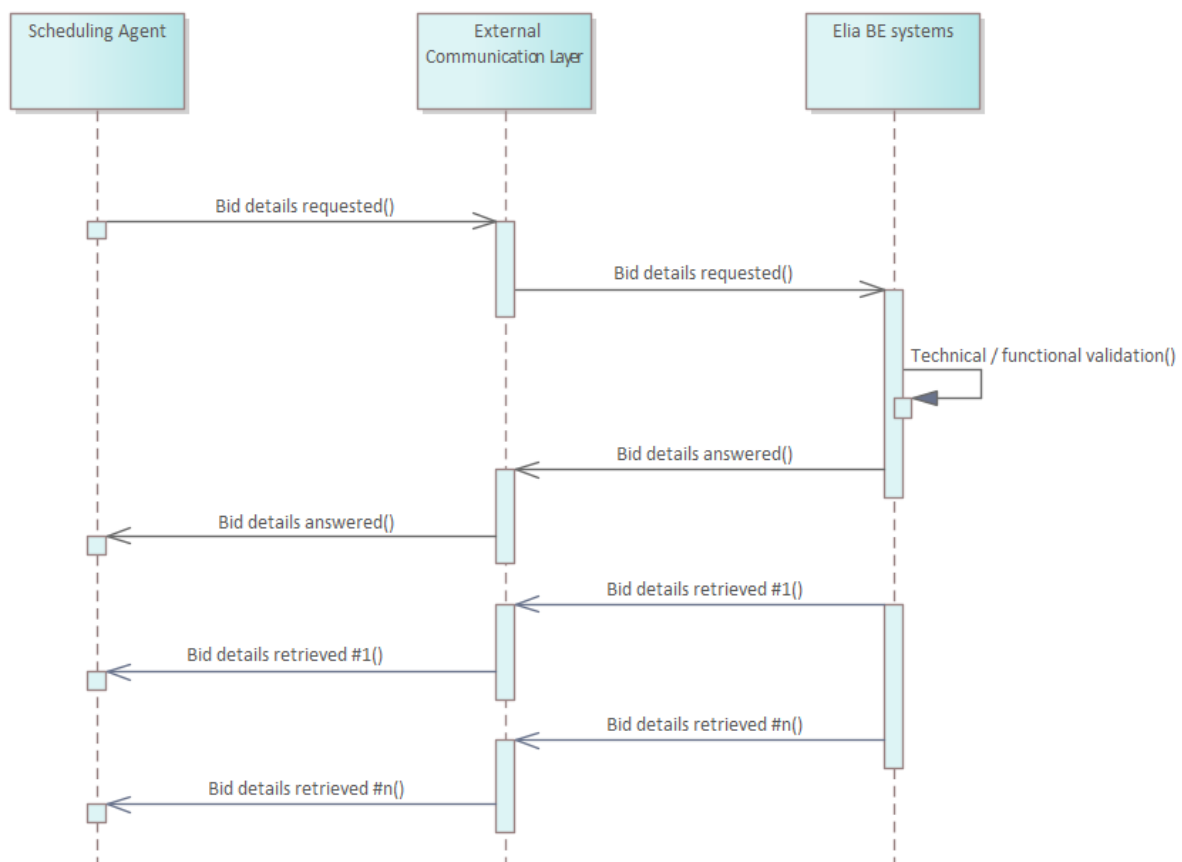 Scheduling Agent
External
Communication Layer
Elia BE systems
Bid details requested()
Bid details requested()
Technical / functional validation()
Bid details answered()
Bid details answered()
Bid details retrieved #1()
Bid details retrieved #1()
Bid details retrieved #n()
Bid details retrieved #n()